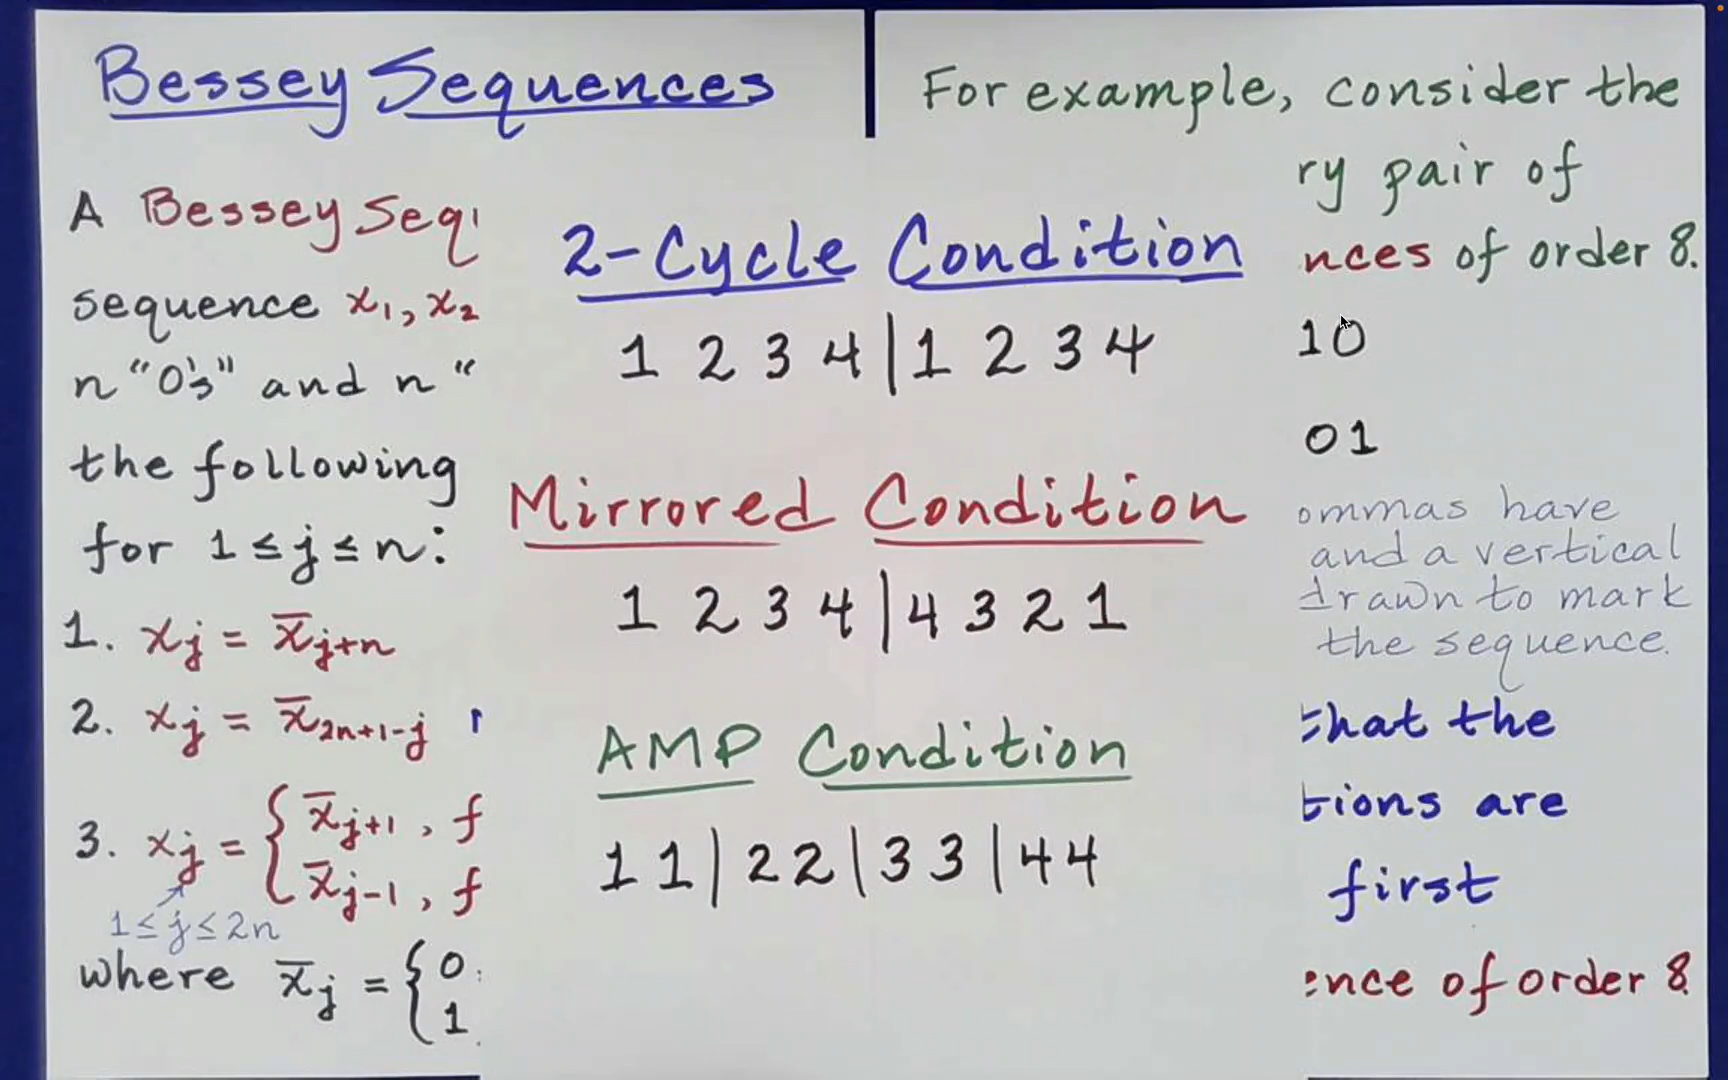 Bessey Sequences
A Bessey Sequ
sequence x₁, x₂
n "0's" and n "
the following
for 1 ≤ j ≤ n:
1. xⱼ = x̄ⱼ₊ₙ
2. xⱼ = x̄₂ₙ₊₁₋ⱼ
3. xⱼ = { x̄ⱼ₊₁ , f
x̄ⱼ₋₁ , f
1 ≤ j ≤ 2n
where x̄ⱼ = { 0
1
2-Cycle Condition
1 2 3 4 | 1 2 3 4
Mirrored Condition
1 2 3 4 | 4 3 2 1
AMP Condition
1 1 | 2 2 | 3 3 | 4 4
For example, consider the
ry pair of
nces of order 8.
10
01
ommas have
and a vertical
drawn to mark
the sequence.
that the
tions are
first
ence of order 8.